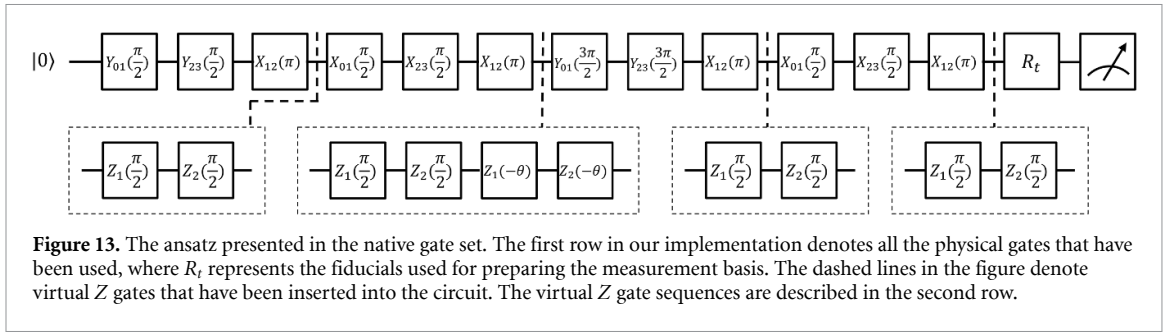 |0⟩ Y₀₁(π/2) Y₂₃(π/2) X₁₂(π) X₀₁(π/2) X₂₃(π/2) X₁₂(π) Y₀₁(3π/2) Y₂₃(3π/2) X₁₂(π) X₀₁(π/2) X₂₃(π/2) X₁₂(π) Rₜ
Z₁(π/2) Z₂(π/2) Z₁(π/2) Z₂(π/2) Z₁(−θ) Z₂(−θ) Z₁(π/2) Z₂(π/2) Z₁(π/2) Z₂(π/2)
Figure 13. The ansatz presented in the native gate set. The first row in our implementation denotes all the physical gates that have
been used, where Rₜ represents the fiducials used for preparing the measurement basis. The dashed lines in the figure denote
virtual Z gates that have been inserted into the circuit. The virtual Z gate sequences are described in the second row.